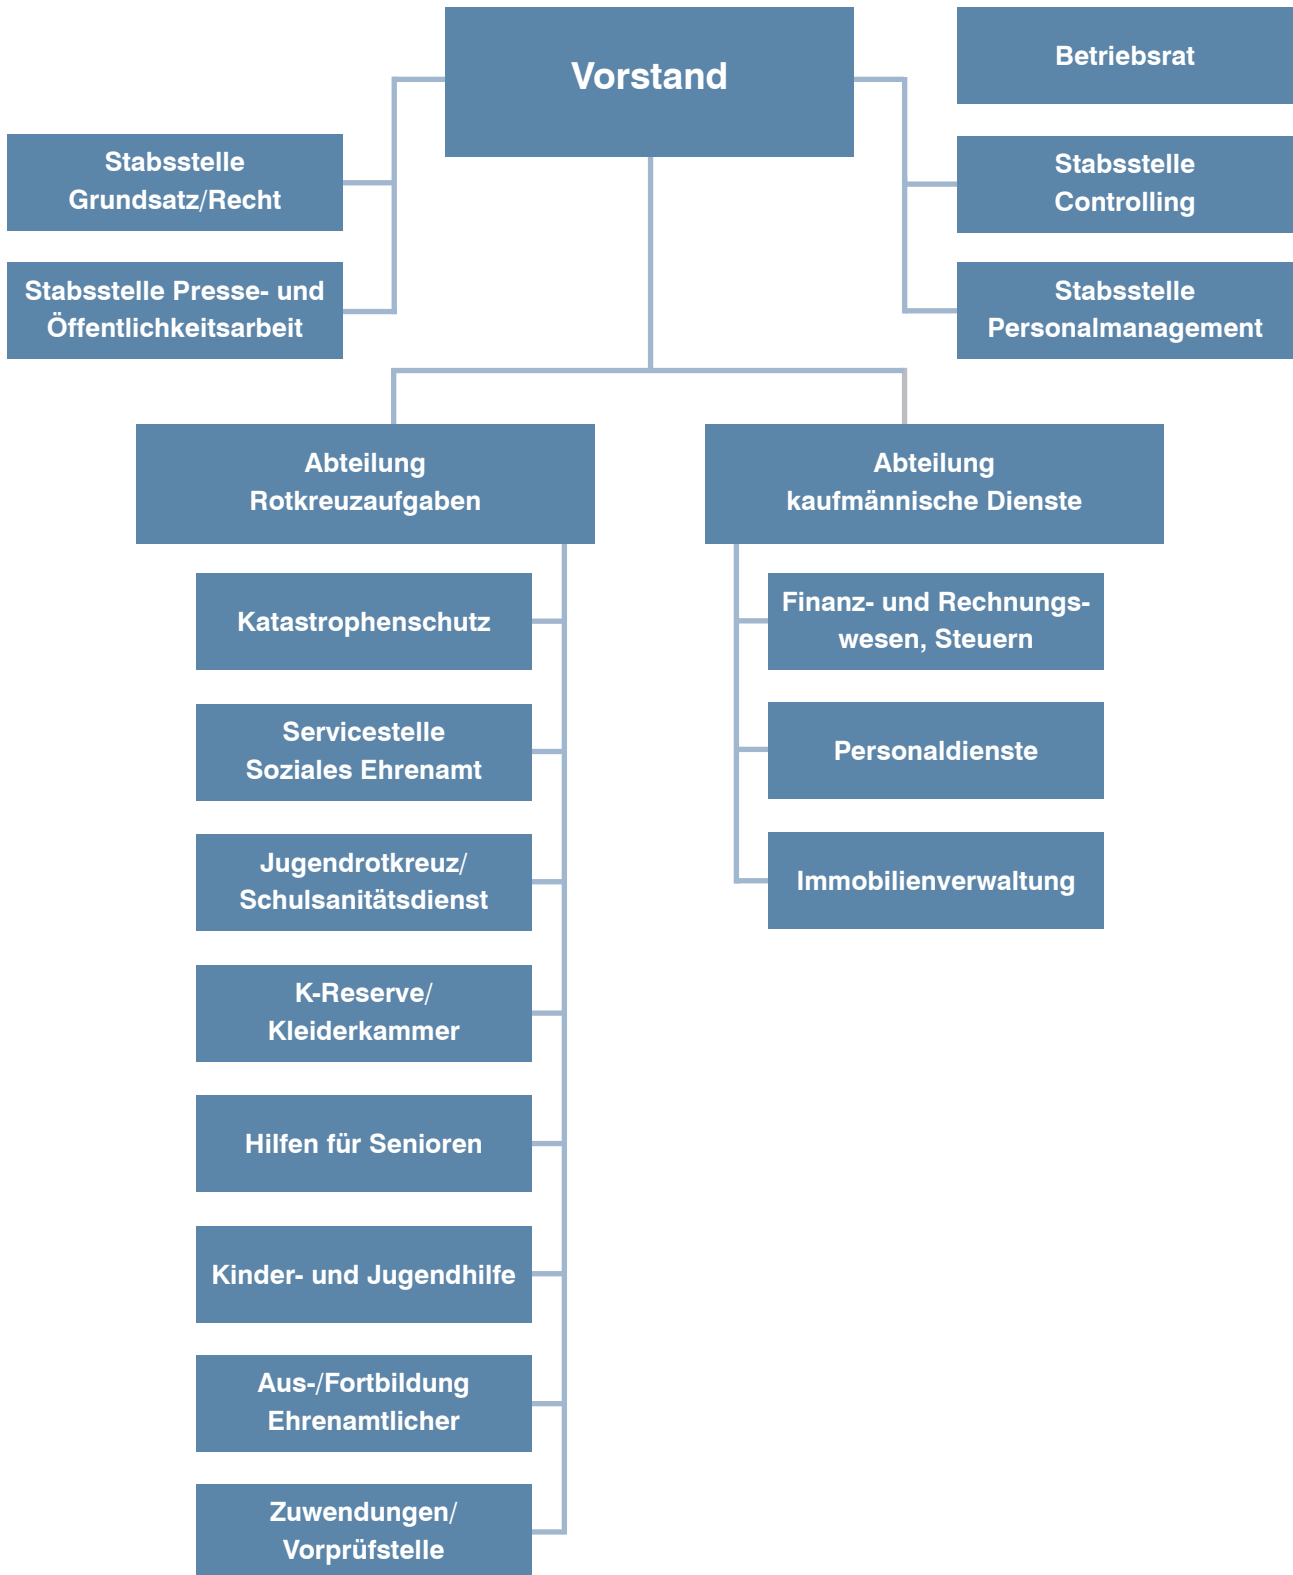 Vorstand
Betriebsrat
Stabsstelle
Grundsatz/Recht
Stabsstelle
Controlling
Stabsstelle Presse- und
Öffentlichkeitsarbeit
Stabsstelle
Personalmanagement
Abteilung
Rotkreuzaufgaben
Abteilung
kaufmännische Dienste
Katastrophenschutz
Servicestelle
Soziales Ehrenamt
Jugendrotkreuz/
Schulsanitätsdienst
K-Reserve/
Kleiderkammer
Hilfen für Senioren
Kinder- und Jugendhilfe
Aus-/Fortbildung
Ehrenamtlicher
Zuwendungen/
Vorprüfstelle
Finanz- und Rechnungs-
wesen, Steuern
Personaldienste
Immobilienverwaltung